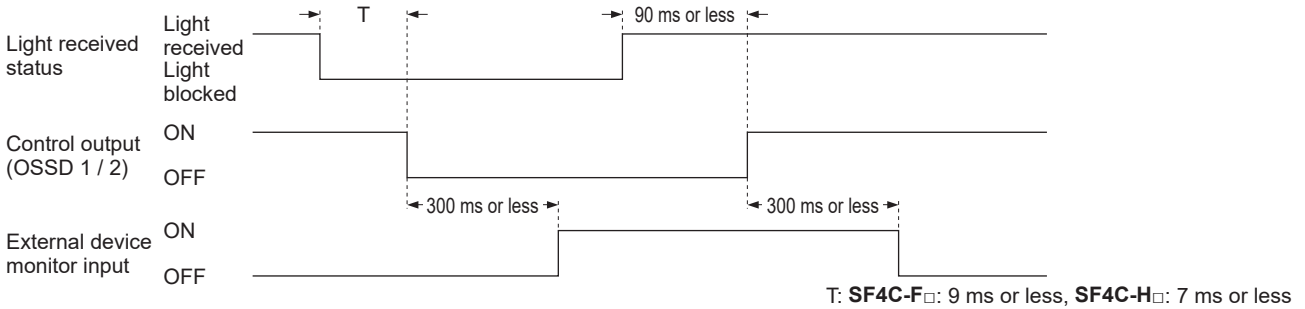 T
90 ms or less
Light received status
Light received
Light blocked
Control output (OSSD 1 / 2)
ON
OFF
300 ms or less
300 ms or less
External device monitor input
ON
OFF
T: SF4C-F□: 9 ms or less, SF4C-H□: 7 ms or less